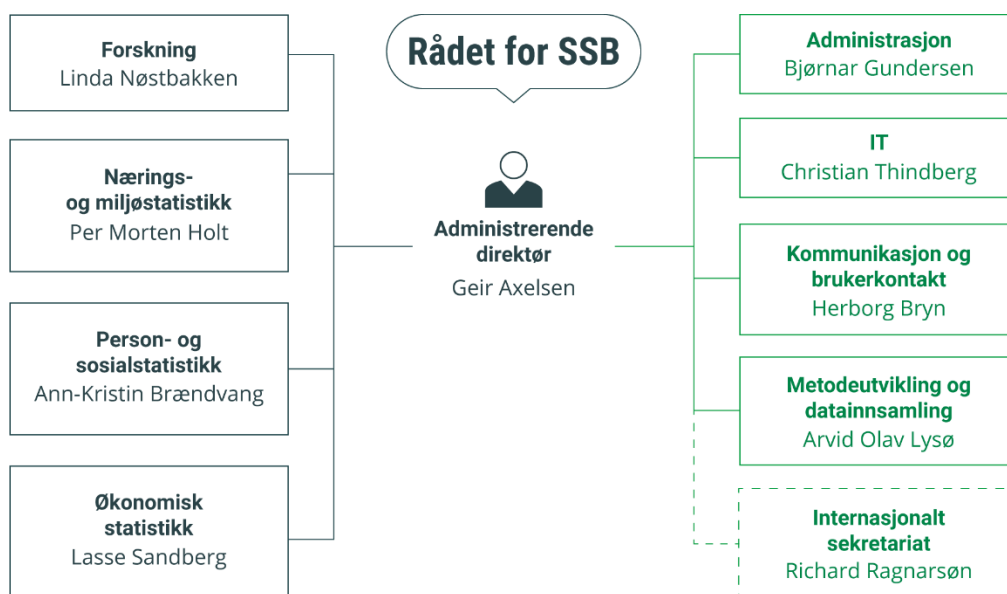 Rådet for SSB
Administrerende
direktør
Geir Axelsen
Forskning
Linda Nøstbakken
Nærings-
og miljøstatistikk
Per Morten Holt
Person- og
sosialstatistikk
Ann-Kristin Brændvang
Økonomisk
statistikk
Lasse Sandberg
Administrasjon
Bjørnar Gundersen
IT
Christian Thindberg
Kommunikasjon og
brukerkontakt
Herborg Bryn
Metodeutvikling og
datainnsamling
Arvid Olav Lysø
Internasjonalt
sekretariat
Richard Ragnarsøn